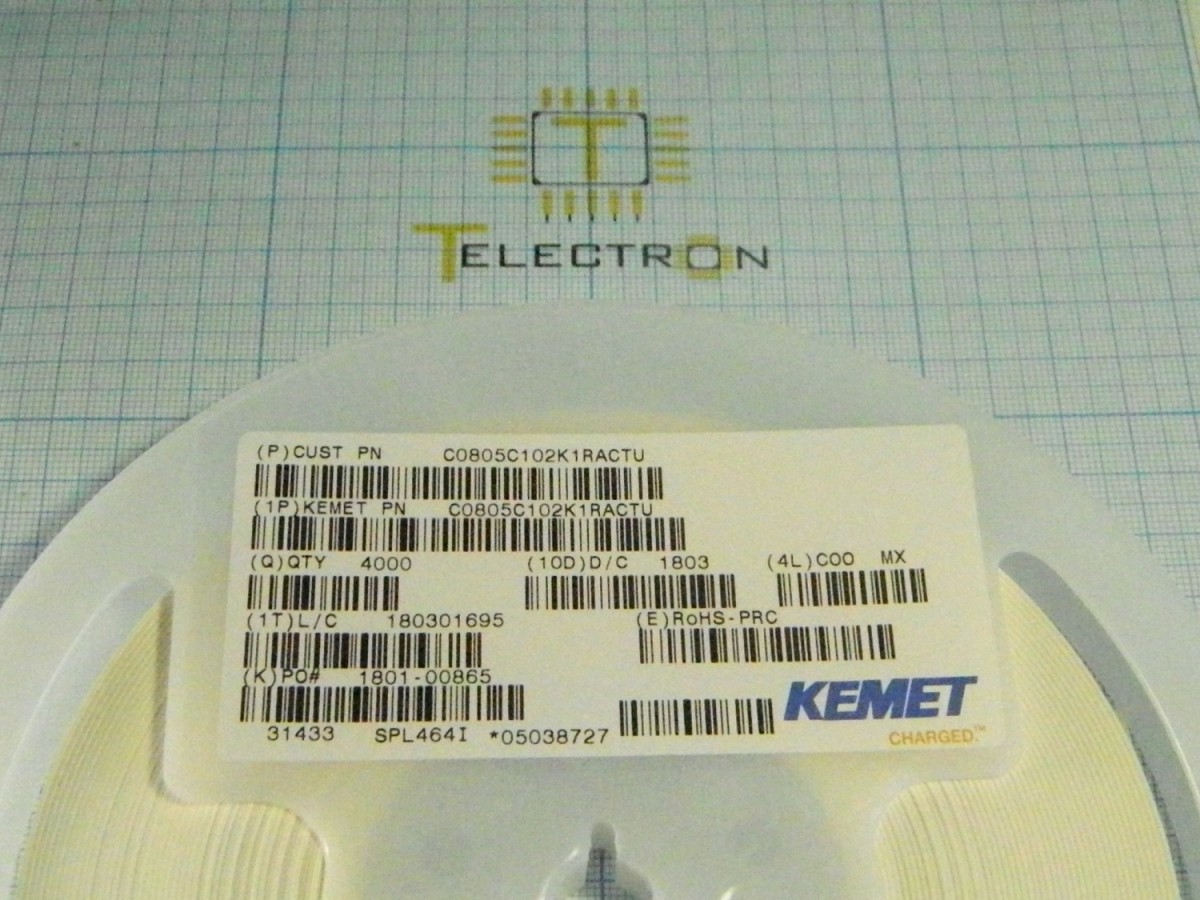 T
TELECTRON
(P)CUST PN C0805C102K1RACTU
(1P)KEMET PN C0805C102K1RACTU
(Q)QTY 4000 (10D)D/C 1803 (4L)COO MX
(1T)L/C 180301695 (E)RoHS-PRC
(K)PO# 1801-00865
31433 SPL464I *05038727
KEMET
CHARGED.™